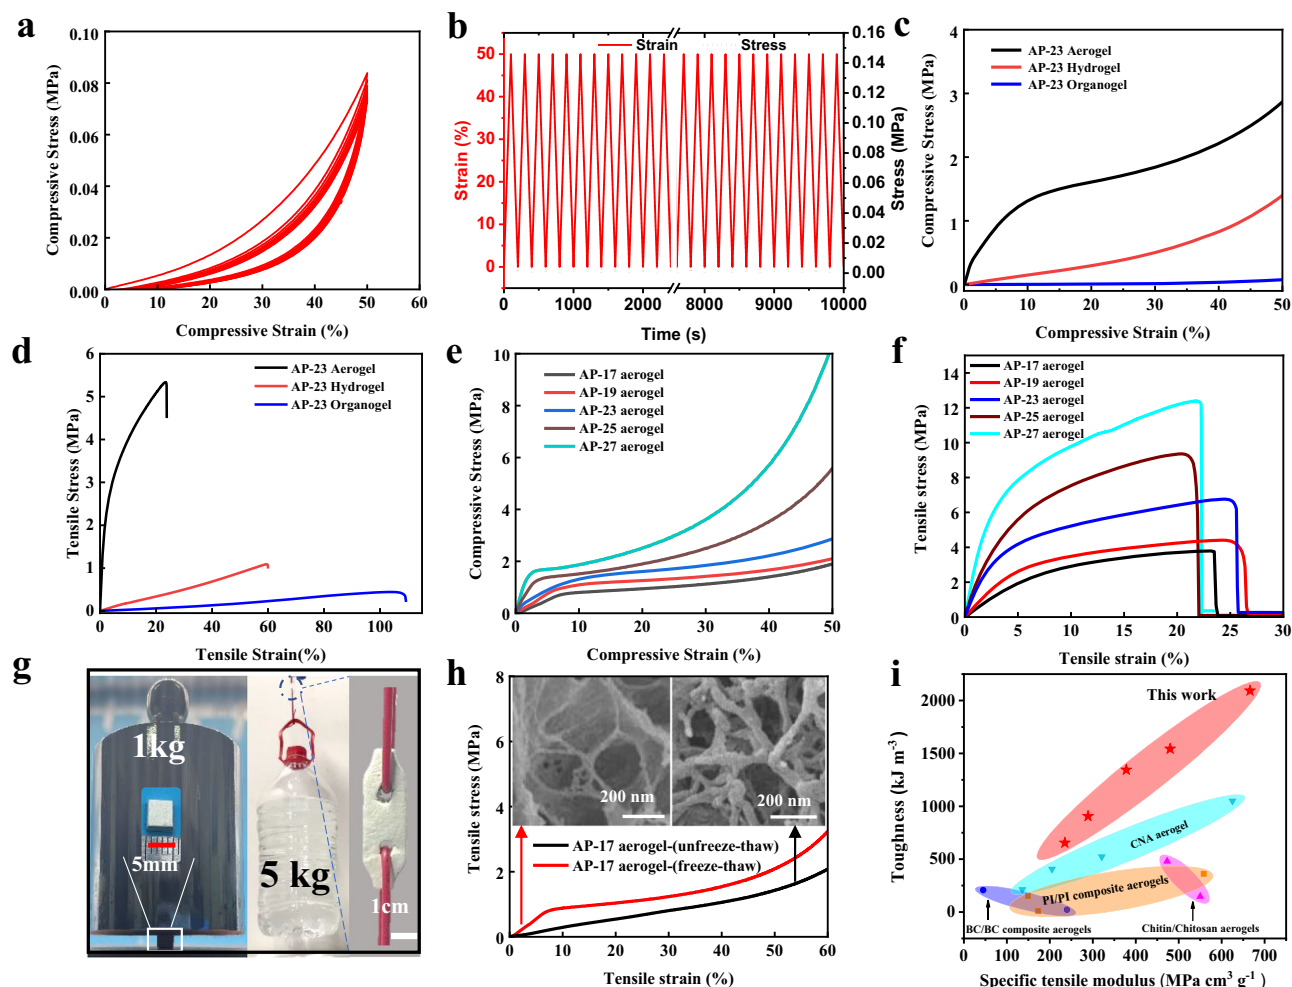 a
0.10
0.08
0.06
0.04
0.02
0.00
Compressive Stress (MPa)
0 10 20 30 40 50 60
Compressive Strain (%)
b
Strain
Stress
50
40
30
20
10
0
Strain (%)
0.16
0.14
0.12
0.10
0.08
0.06
0.04
0.02
0.00
Stress (MPa)
0 1000 2000 8000 9000 10000
Time (s)
c
4
3
2
1
0
Compressive Stress (MPa)
AP-23 Aerogel
AP-23 Hydrogel
AP-23 Organogel
0 10 20 30 40 50
Compressive Strain (%)
d
6
5
4
3
2
1
0
Tensile Stress (MPa)
AP-23 Aerogel
AP-23 Hydrogel
AP-23 Organogel
0 20 40 60 80 100
Tensile Strain(%)
e
10
8
6
4
2
0
Compressive Stress (MPa)
AP-17 aerogel
AP-19 aerogel
AP-23 aerogel
AP-25 aerogel
AP-27 aerogel
0 10 20 30 40 50
Compressive Strain (%)
f
14
12
10
8
6
4
2
0
Tensile stress (MPa)
AP-17 aerogel
AP-19 aerogel
AP-23 aerogel
AP-25 aerogel
AP-27 aerogel
0 5 10 15 20 25 30
Tensile strain (%)
g
1kg
5mm
5 kg
1cm
h
8
6
4
2
0
Tensile stress (MPa)
200 nm
200 nm
AP-17 aerogel-(unfreeze-thaw)
AP-17 aerogel-(freeze-thaw)
0 10 20 30 40 50 60
Tensile strain (%)
i
2000
1500
1000
500
0
Toughness (kJ m⁻³)
This work
CNA aerogel
PI/PI composite aerogels
BC/BC composite aerogels
Chitin/Chitosan aerogels
0 100 200 300 400 500 600 700
Specific tensile modulus (MPa cm³ g⁻¹)